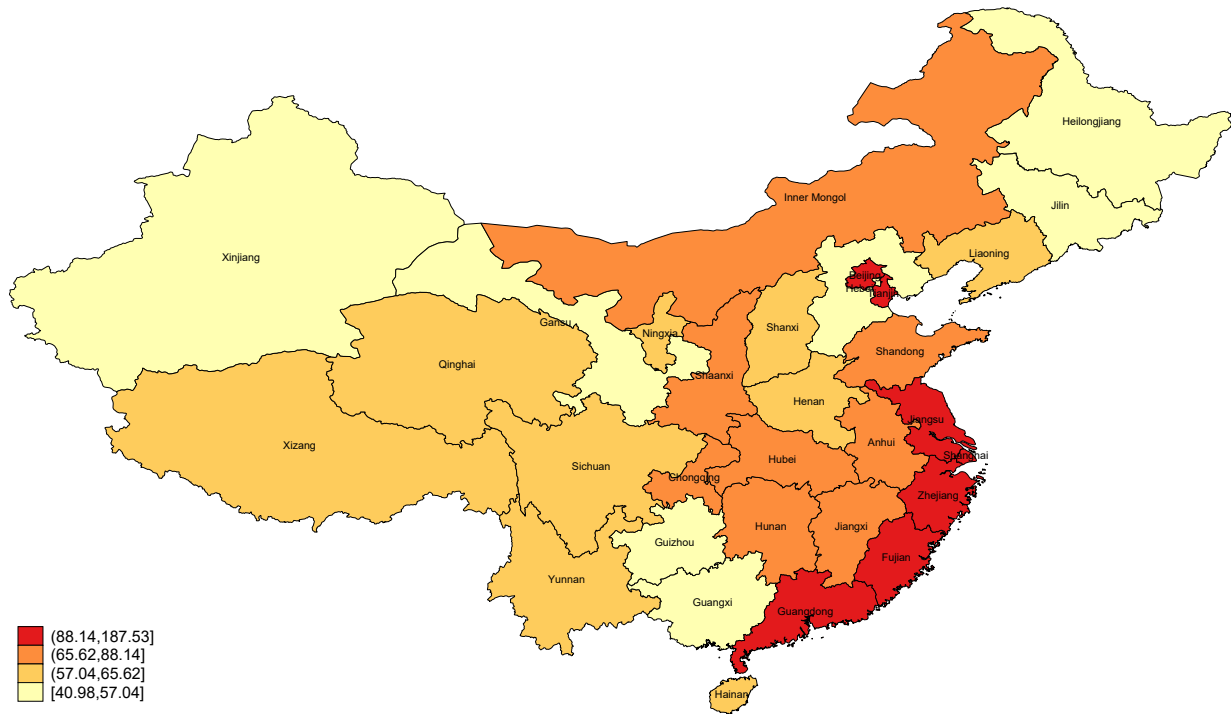 Heilongjiang
Jilin
Inner Mongol
Liaoning
Xinjiang
Beijing
Hebei
Tianjin
Gansu
Ningxia
Shanxi
Shandong
Qinghai
Shaanxi
Henan
Jiangsu
Xizang
Anhui
Shanghai
Sichuan
Hubei
Chongqing
Zhejiang
Hunan
Jiangxi
Guizhou
Fujian
Yunnan
Guangxi
Guangdong
Hainan
(88.14,187.53]
(65.62,88.14]
(57.04,65.62]
[40.98,57.04]